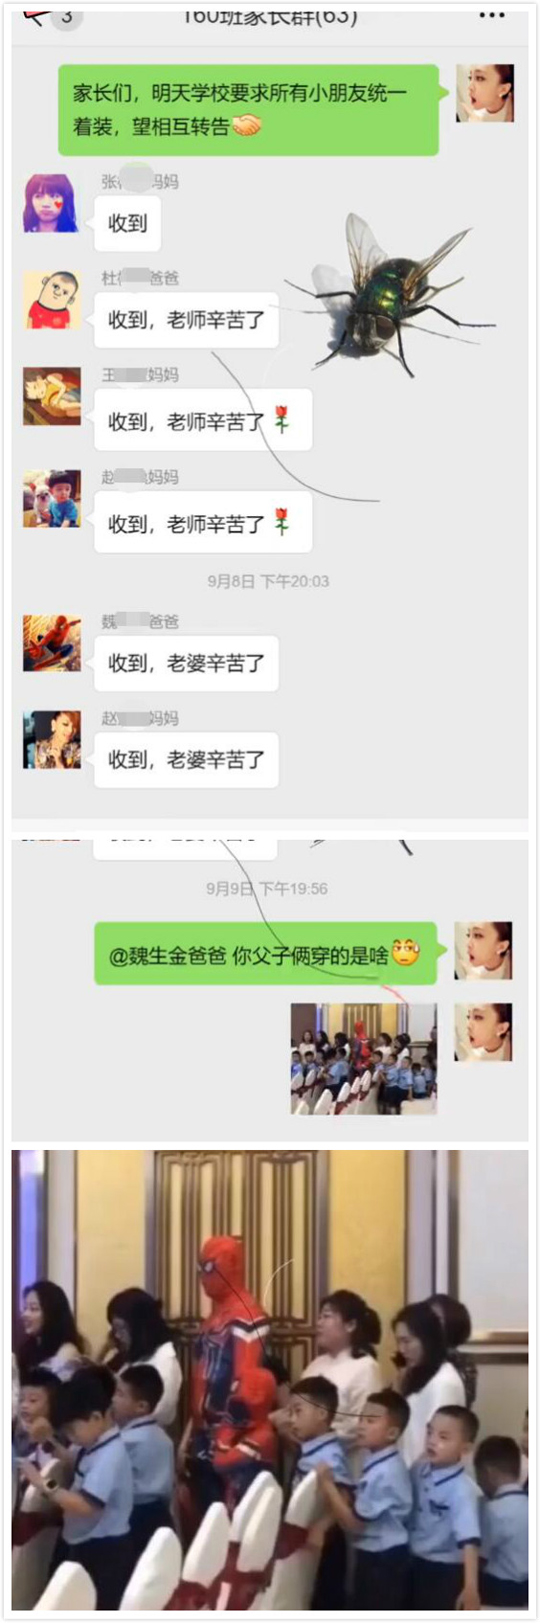 3
160班家长群(63)
家长们，明天学校要求所有小朋友统一
着装，望相互转告
张 妈妈
收到
杜 爸爸
收到，老师辛苦了
王 妈妈
收到，老师辛苦了
赵 妈妈
收到，老师辛苦了
9月8日 下午20:03
魏 爸爸
收到，老婆辛苦了
赵 妈妈
收到，老婆辛苦了
9月9日 下午19:56
@魏生金爸爸 你父子俩穿的是啥